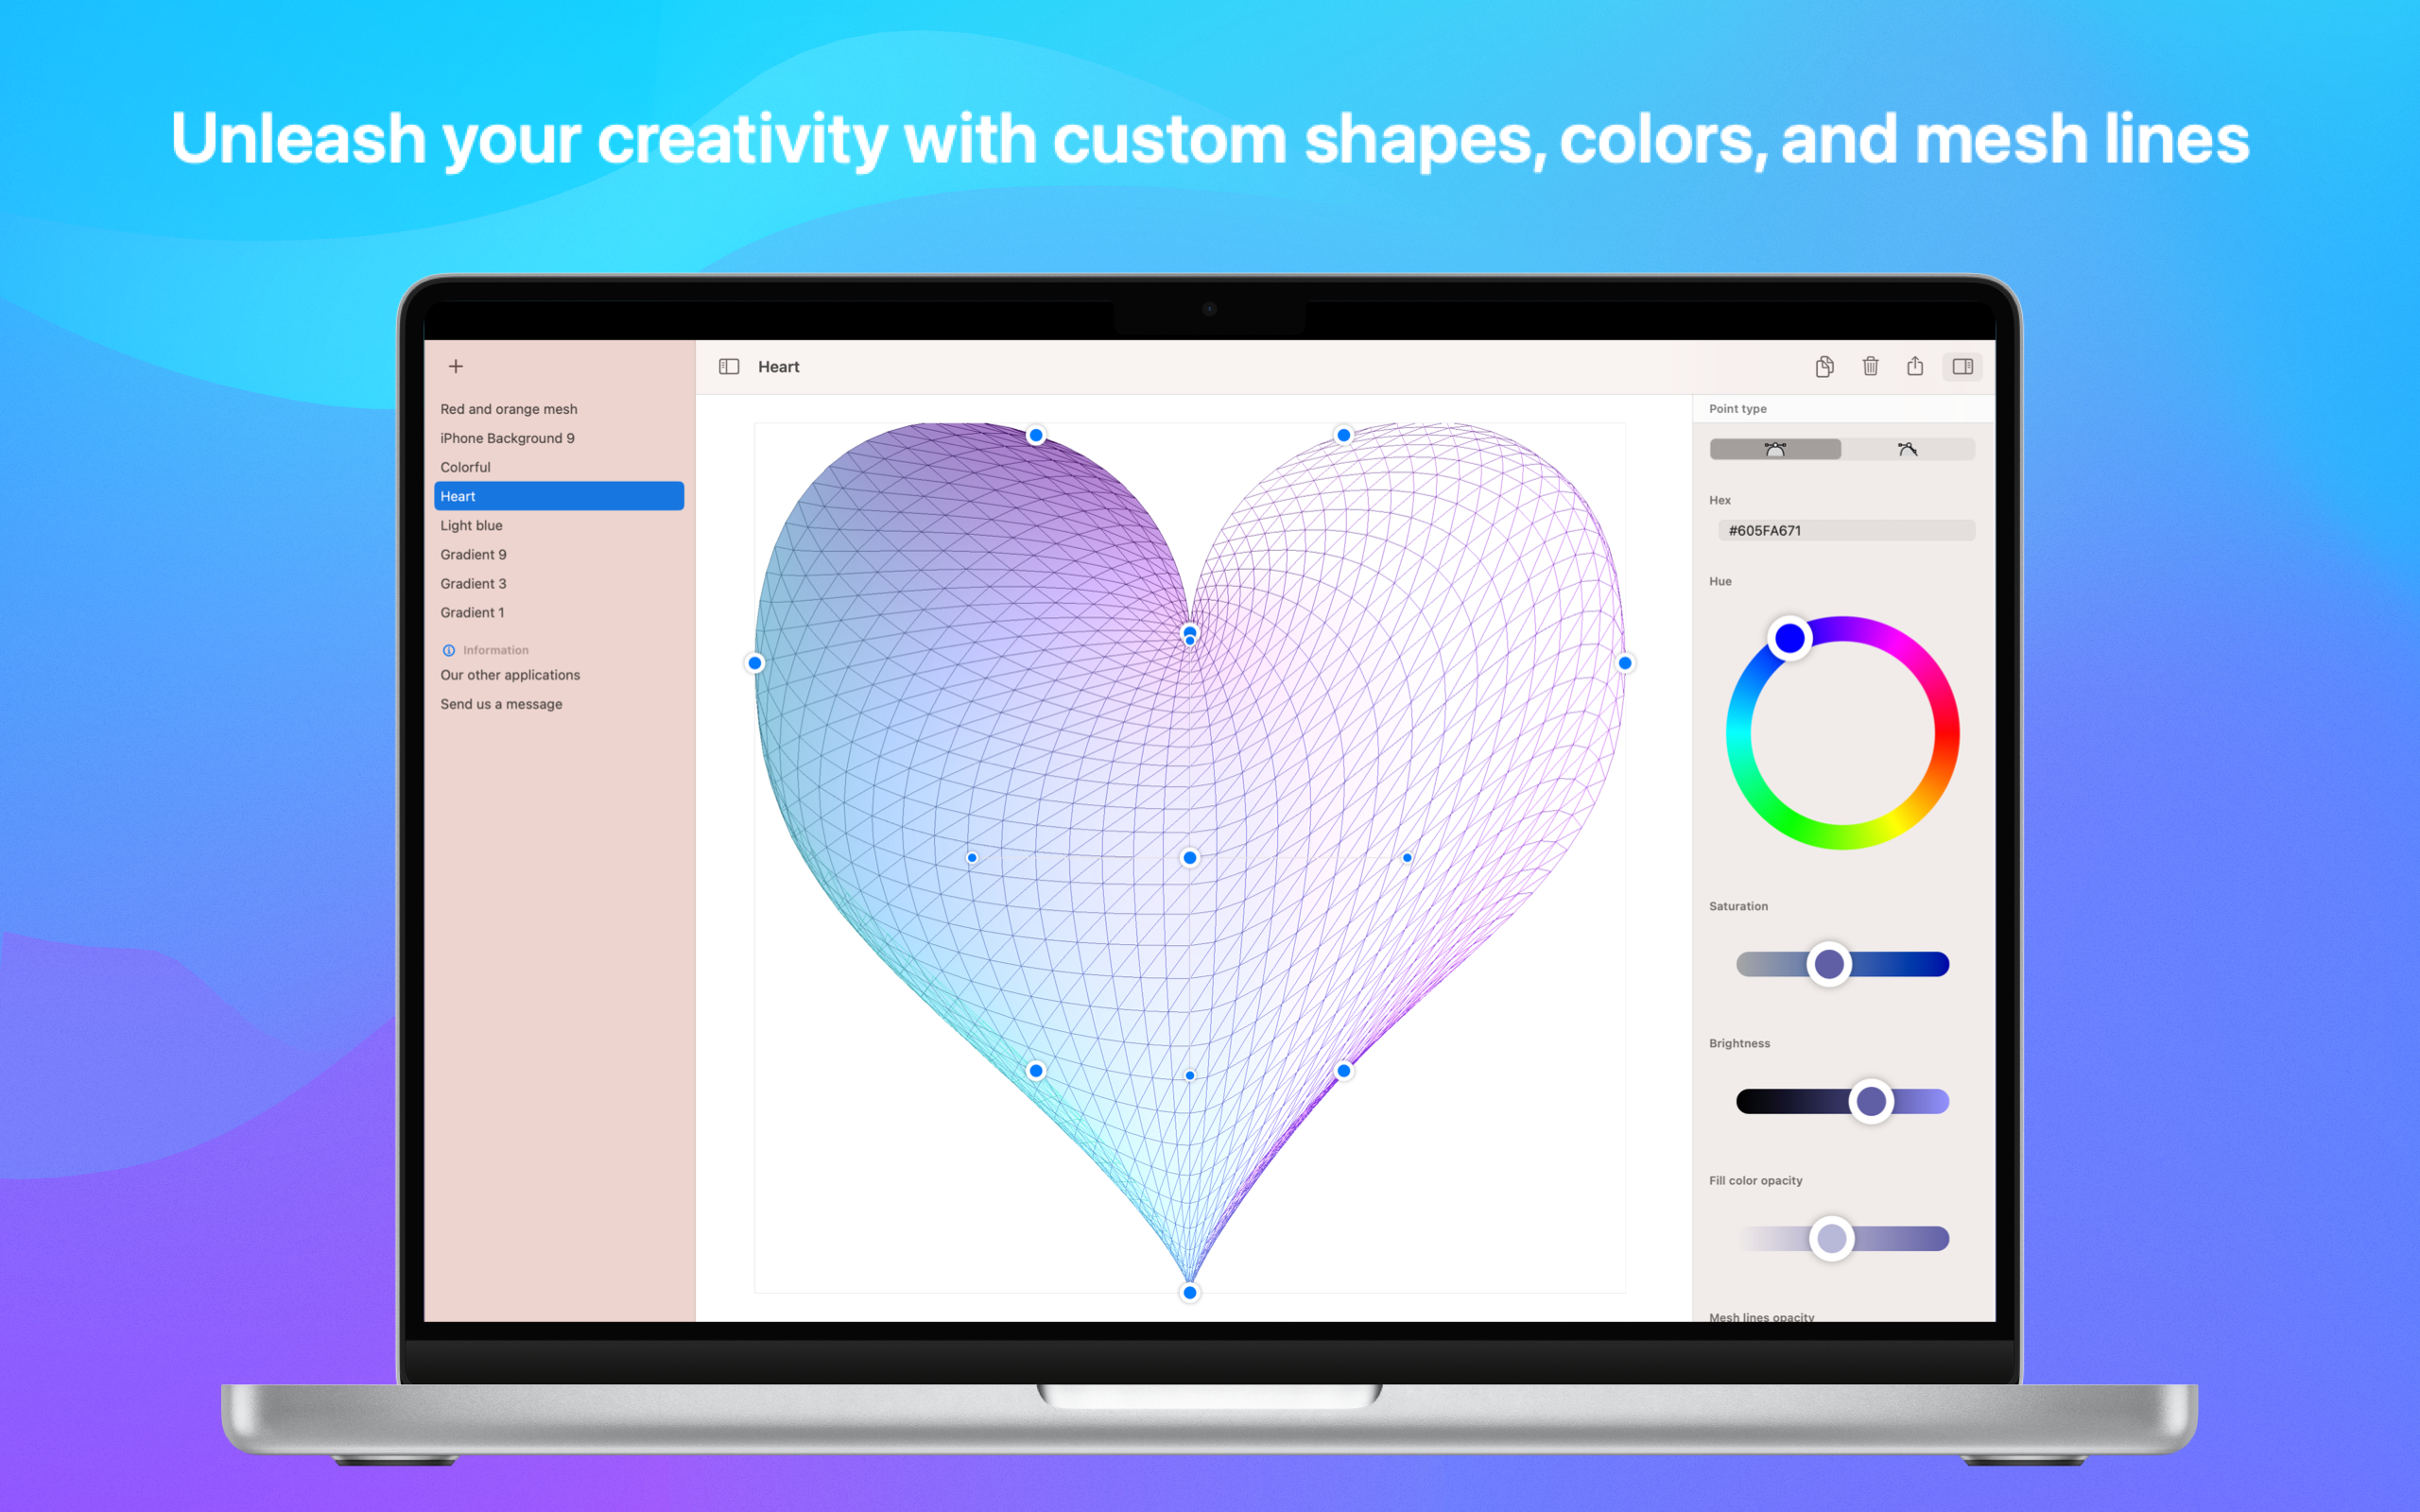 Unleash your creativity with custom shapes, colors, and mesh lines
Heart
Red and orange mesh
iPhone Background 9
Colorful
Heart
Light blue
Gradient 9
Gradient 3
Gradient 1
Information
Our other applications
Send us a message
Point type
Hex
#605FA671
Hue
Saturation
Brightness
Fill color opacity
Mesh lines opacity